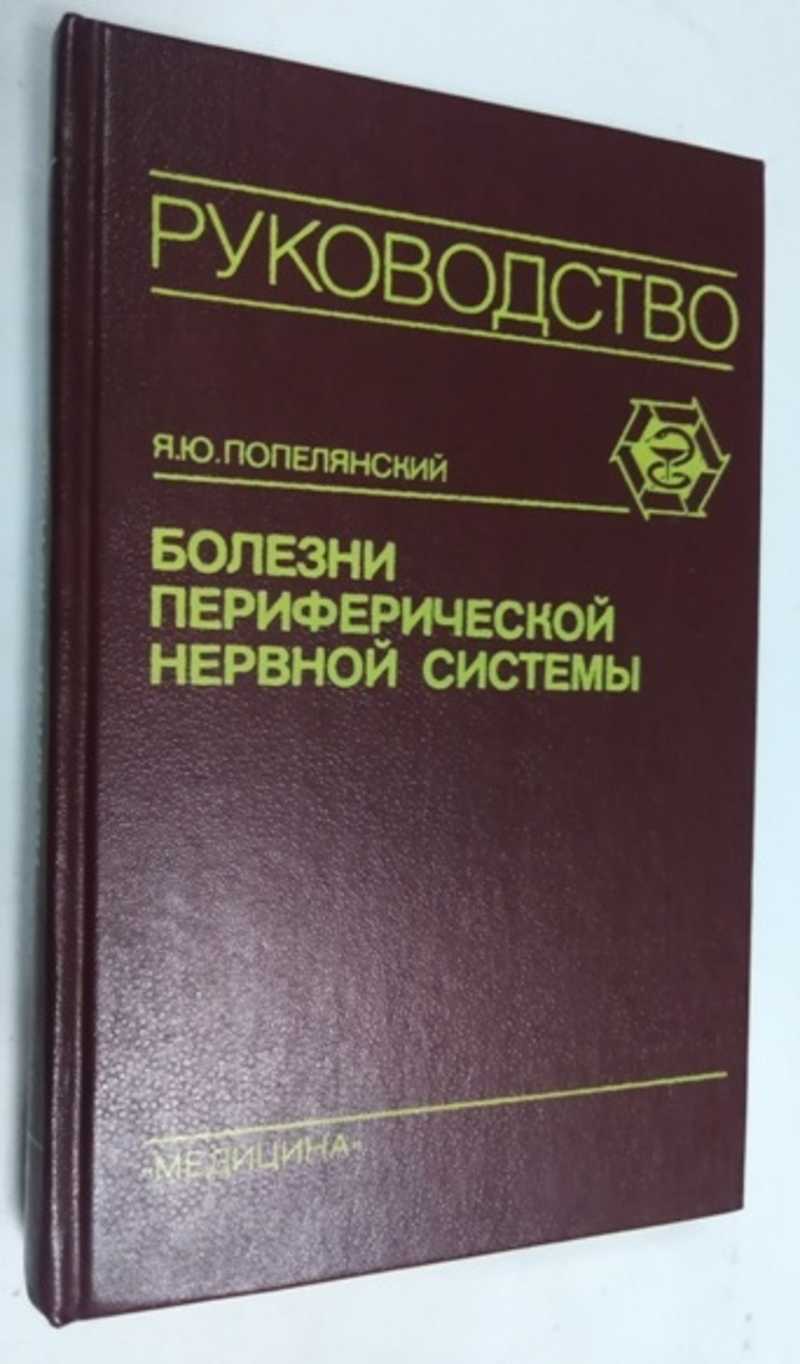 РУКОВОДСТВО
Я.Ю.ПОПЕЛЯНСКИЙ
БОЛЕЗНИ
ПЕРИФЕРИЧЕСКОЙ
НЕРВНОЙ СИСТЕМЫ
«МЕДИЦИНА»